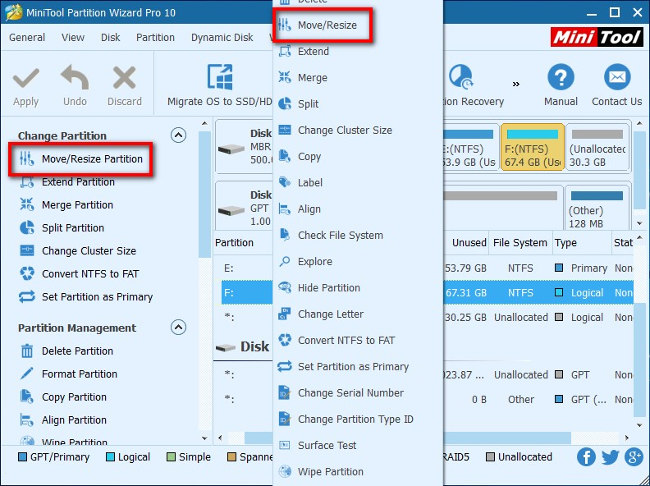 MiniTool Partition Wizard Pro 10
General View Disk Partition Dynamic Disk
Mini Tool
Apply
Undo
Discard
Migrate OS to SSD/HD
Recovery
Manual
Contact Us
Change Partition
Move/Resize Partition
Extend Partition
Merge Partition
Split Partition
Change Cluster Size
Convert NTFS to FAT
Set Partition as Primary
Partition Management
Delete Partition
Format Partition
Copy Partition
Align Partition
Wipe Partition
Disk
MBR
500.
Disk
GPT
1.00
Delete
Move/Resize
Extend
Merge
Split
Change Cluster Size
Copy
Label
Align
Check File System
Explore
Hide Partition
Change Letter
Convert NTFS to FAT
Set Partition as Primary
Change Serial Number
Change Partition Type ID
Surface Test
Wipe Partition
E:(NTFS)
53.9 GB (Us
F:(NTFS)
67.4 GB (Use
(Unallocated
30.3 GB
(Other)
128 MB
Partition Unused File System Type Stat
E: 53.79 GB NTFS Primary Non
F: 67.31 GB NTFS Logical Non
*: 30.25 GB Unallocated Logical Non
Disk
*: 023.87 ... Unallocated GPT Non
*: 0 B Other GPT (... Non
GPT/Primary Logical Simple Spanne RAID5 Unallocated